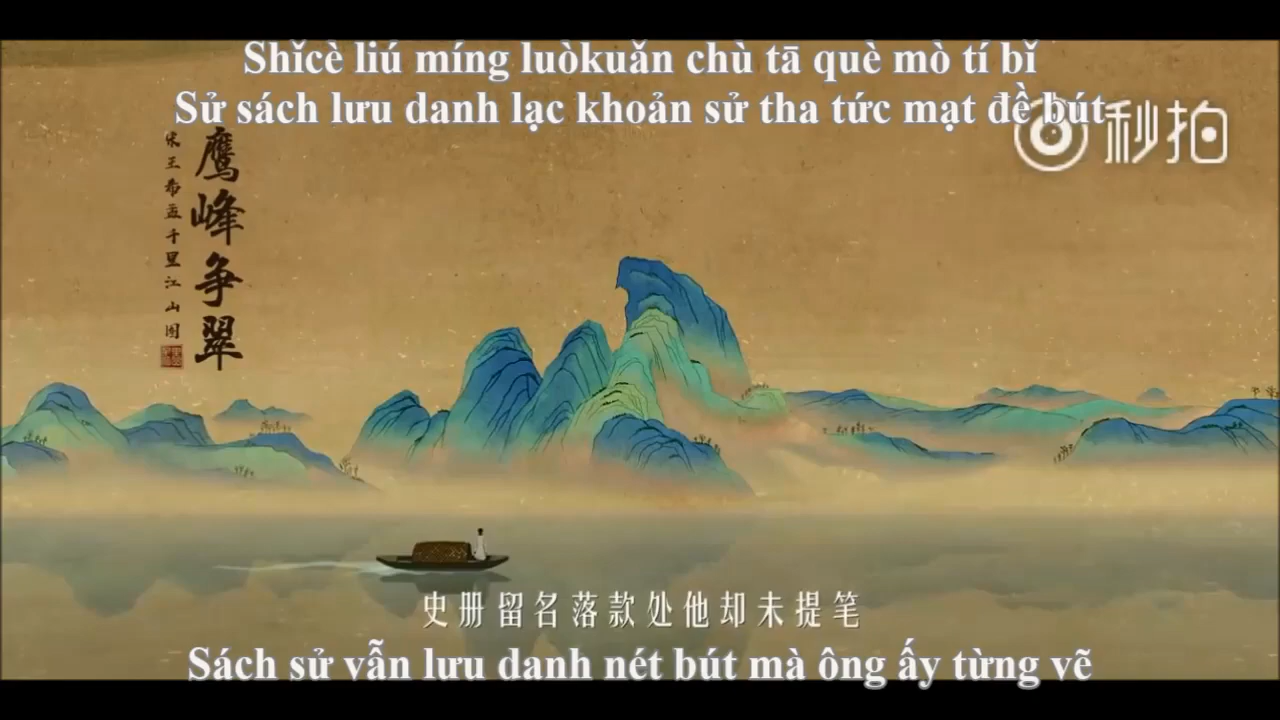 Shǐcè liú míng luòkuǎn chù tā què mò tí bǐ
Sử sách lưu danh lạc khoản sử tha tức mạt đề bút
秒拍
鹰峰争翠
宋王希孟千里江山图
史册留名落款处他却未提笔
Sách sử vẫn lưu danh nét bút mà ông ấy từng vẽ